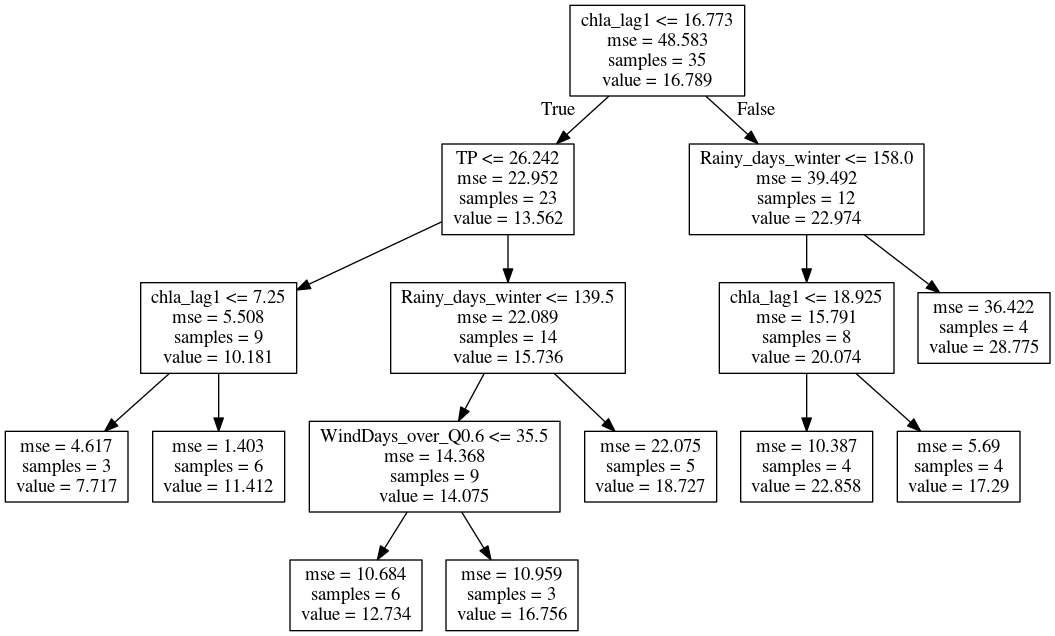 chla_lag1 <= 16.773
mse = 48.583
samples = 35
value = 16.789
True
False
TP <= 26.242
mse = 22.952
samples = 23
value = 13.562
Rainy_days_winter <= 158.0
mse = 39.492
samples = 12
value = 22.974
chla_lag1 <= 7.25
mse = 5.508
samples = 9
value = 10.181
Rainy_days_winter <= 139.5
mse = 22.089
samples = 14
value = 15.736
chla_lag1 <= 18.925
mse = 15.791
samples = 8
value = 20.074
mse = 36.422
samples = 4
value = 28.775
mse = 4.617
samples = 3
value = 7.717
mse = 1.403
samples = 6
value = 11.412
WindDays_over_Q0.6 <= 35.5
mse = 14.368
samples = 9
value = 14.075
mse = 22.075
samples = 5
value = 18.727
mse = 10.387
samples = 4
value = 22.858
mse = 5.69
samples = 4
value = 17.29
mse = 10.684
samples = 6
value = 12.734
mse = 10.959
samples = 3
value = 16.756